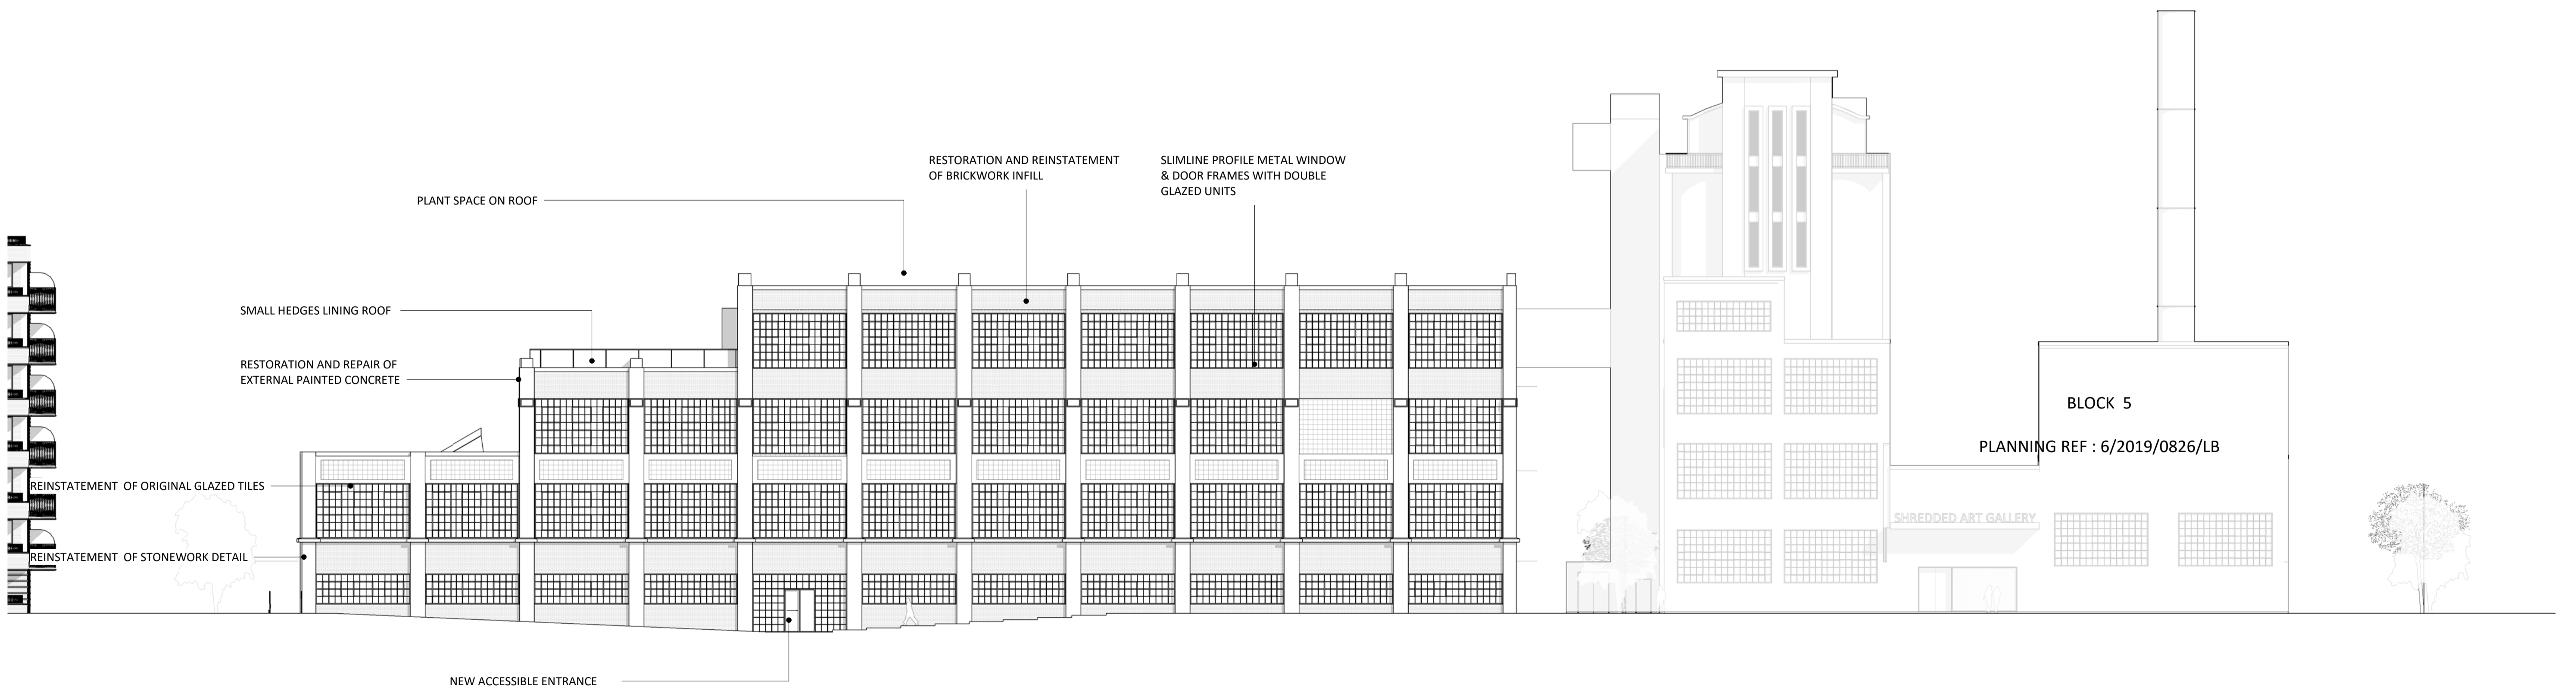 RESTORATION AND REINSTATEMENT
OF BRICKWORK INFILL
SLIMLINE PROFILE METAL WINDOW
& DOOR FRAMES WITH DOUBLE
GLAZED UNITS
PLANT SPACE ON ROOF
SMALL HEDGES LINING ROOF
RESTORATION AND REPAIR OF
EXTERNAL PAINTED CONCRETE
BLOCK 5
PLANNING REF : 6/2019/0826/LB
REINSTATEMENT OF ORIGINAL GLAZED TILES
SHREDDED ART GALLERY
REINSTATEMENT OF STONEWORK DETAIL
NEW ACCESSIBLE ENTRANCE